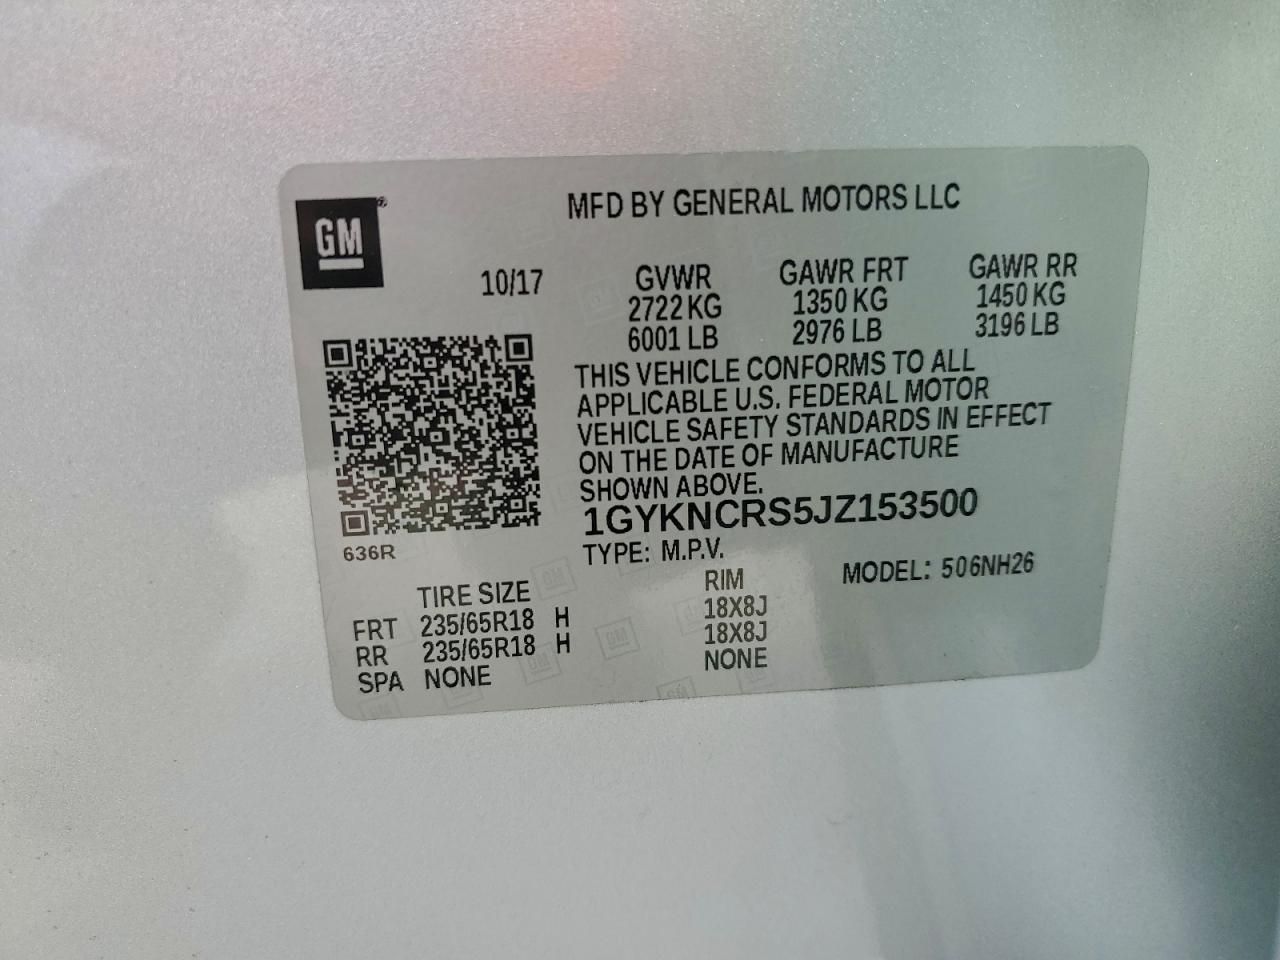 MFD BY GENERAL MOTORS LLC
GM®
10/17 GVWR GAWR FRT GAWR RR
2722 KG 1350 KG 1450 KG
6001 LB 2976 LB 3196 LB
THIS VEHICLE CONFORMS TO ALL
APPLICABLE U.S. FEDERAL MOTOR
VEHICLE SAFETY STANDARDS IN EFFECT
ON THE DATE OF MANUFACTURE
SHOWN ABOVE.
1GYKNCRS5JZ153500
636R
TYPE: M.P.V.
MODEL: 506NH26
TIRE SIZE RIM
FRT 235/65R18 H 18X8J
RR 235/65R18 H 18X8J
SPA NONE NONE